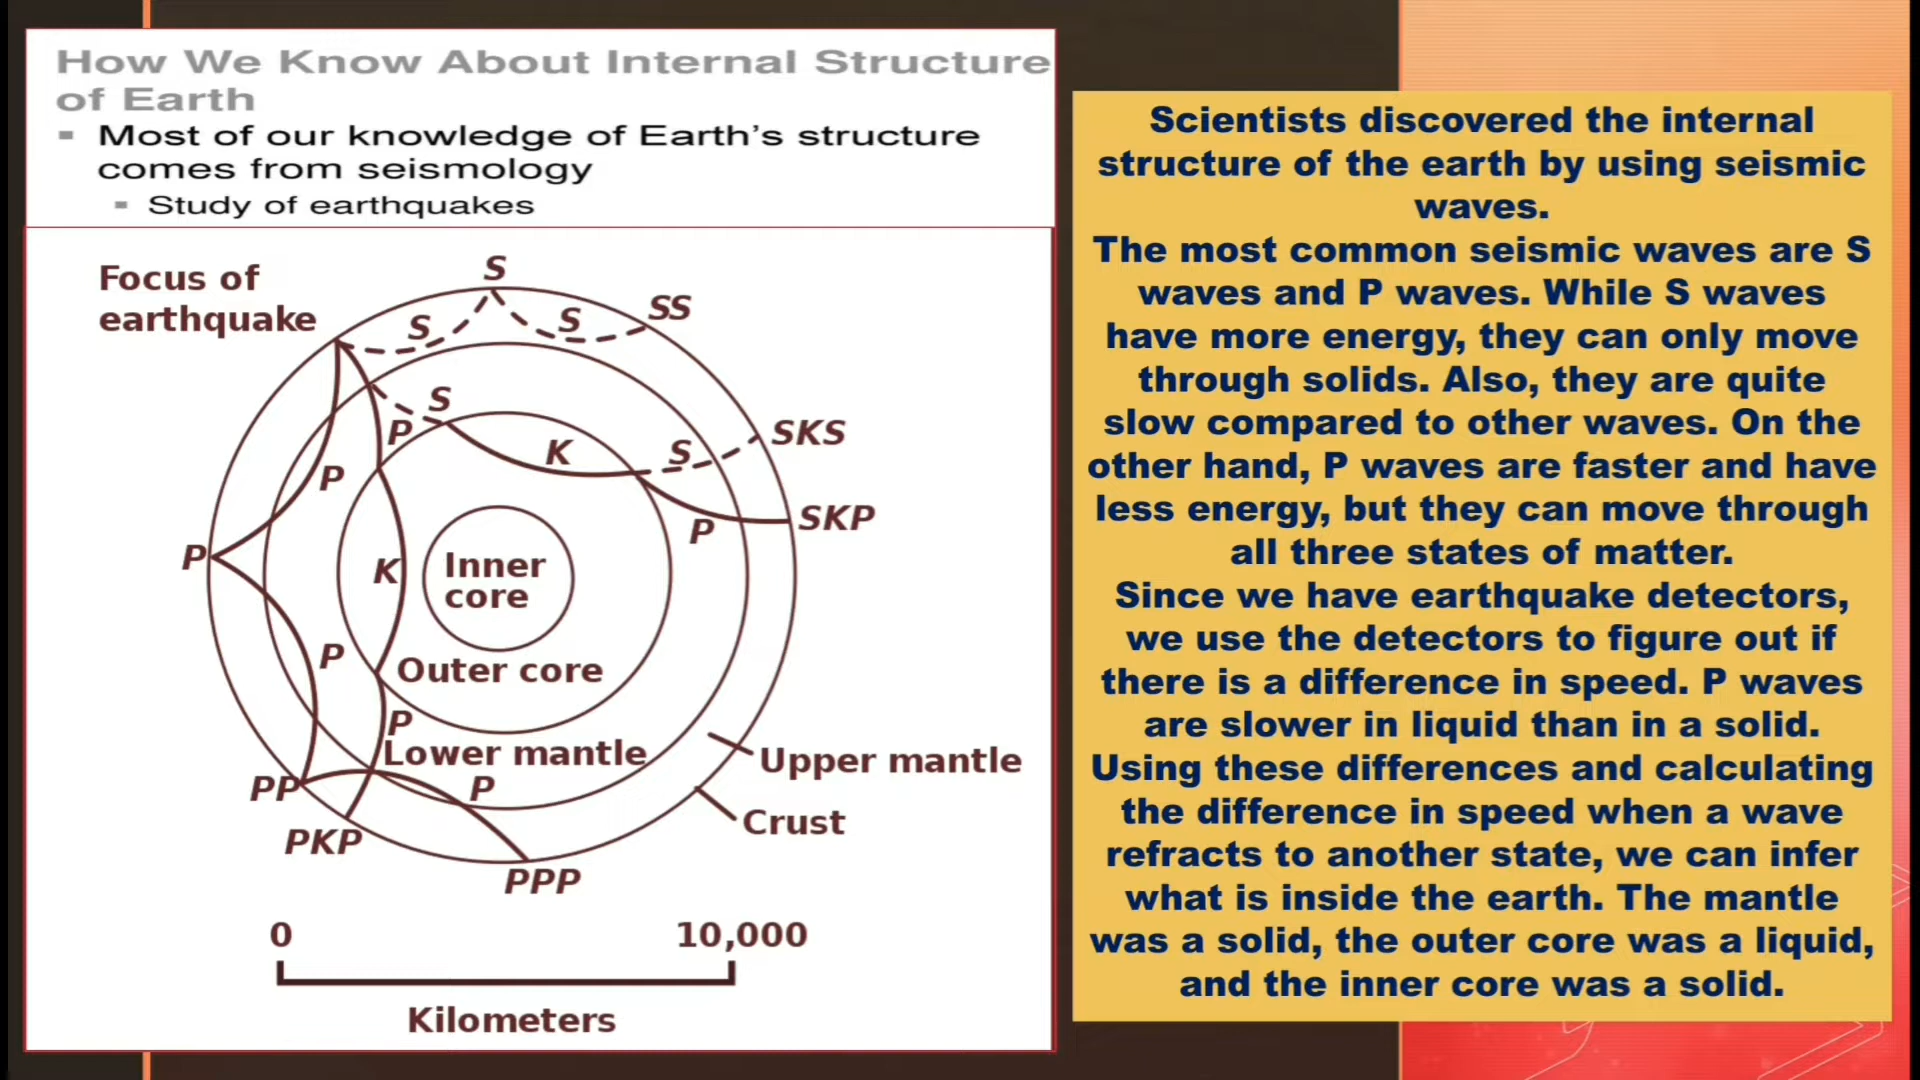 How We Know About Internal Structure
of Earth
Most of our knowledge of Earth's structure
comes from seismology
Study of earthquakes
Focus of
earthquake
S
S
S
SS
S
P
K
S
SKS
P
P
SKP
P
K
Inner
core
P
Outer core
P
Lower mantle
Upper mantle
PP
P
Crust
PKP
PPP
0
10,000
Kilometers
Scientists discovered the internal
structure of the earth by using seismic
waves.
The most common seismic waves are S
waves and P waves. While S waves
have more energy, they can only move
through solids. Also, they are quite
slow compared to other waves. On the
other hand, P waves are faster and have
less energy, but they can move through
all three states of matter.
Since we have earthquake detectors,
we use the detectors to figure out if
there is a difference in speed. P waves
are slower in liquid than in a solid.
Using these differences and calculating
the difference in speed when a wave
refracts to another state, we can infer
what is inside the earth. The mantle
was a solid, the outer core was a liquid,
and the inner core was a solid.